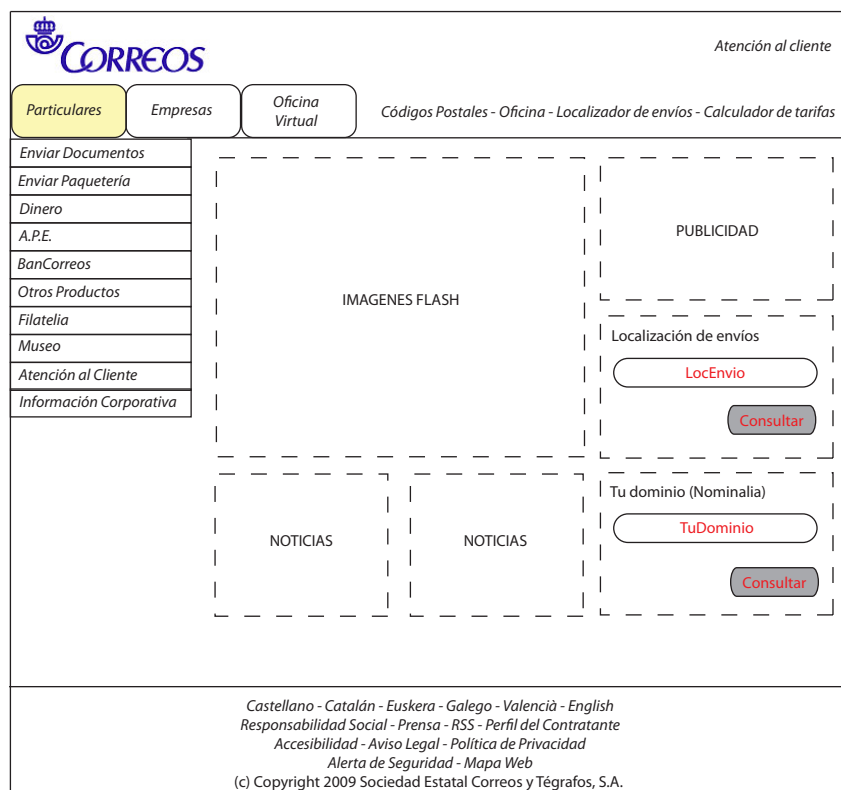 CORREOS
Atención al cliente
Particulares
Empresas
Oficina
Virtual
Códigos Postales - Oficina - Localizador de envíos - Calculador de tarifas
Enviar Documentos
Enviar Paquetería
Dinero
A.P.E.
BanCorreos
Otros Productos
Filatelia
Museo
Atención al Cliente
Información Corporativa
IMAGENES FLASH
PUBLICIDAD
Localización de envíos
LocEnvio
Consultar
NOTICIAS
NOTICIAS
Tu dominio (Nominalia)
TuDominio
Consultar
Castellano - Catalán - Euskera - Galego - Valencià - English
Responsabilidad Social - Prensa - RSS - Perfil del Contratante
Accesibilidad - Aviso Legal - Política de Privacidad
Alerta de Seguridad - Mapa Web
(c) Copyright 2009 Sociedad Estatal Correos y Tégrafos, S.A.